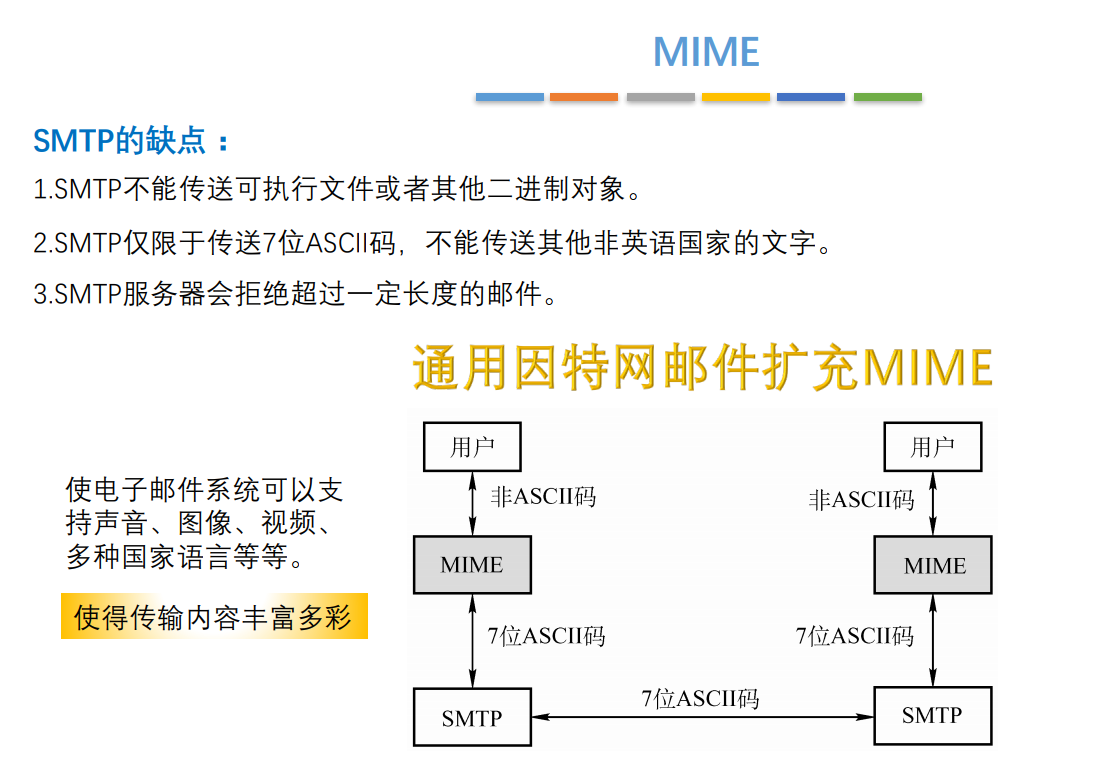 MIME
SMTP的缺点：
1.SMTP不能传送可执行文件或者其他二进制对象。
2.SMTP仅限于传送7位ASCII码，不能传送其他非英语国家的文字。
3.SMTP服务器会拒绝超过一定长度的邮件。
通用因特网邮件扩充MIME
使电子邮件系统可以支
持声音、图像、视频、
多种国家语言等等。
使得传输内容丰富多彩
用户
用户
非ASCII码
非ASCII码
MIME
MIME
7位ASCII码
7位ASCII码
7位ASCII码
SMTP
SMTP